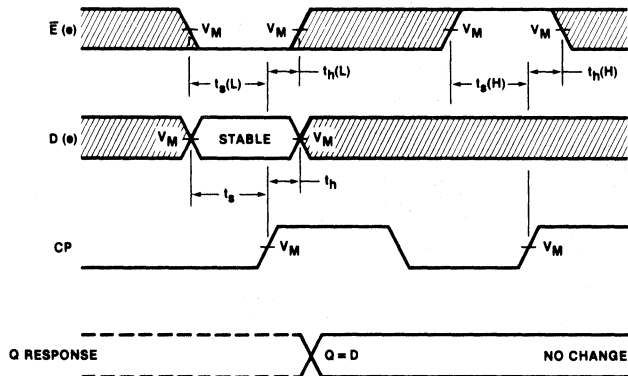 E̅ (●) V_M V_M V_M V_M
t_s(L) t_h(L) t_s(H) t_h(H)
D (●) V_M STABLE V_M
t_s t_h
CP V_M V_M
Q RESPONSE Q = D NO CHANGE